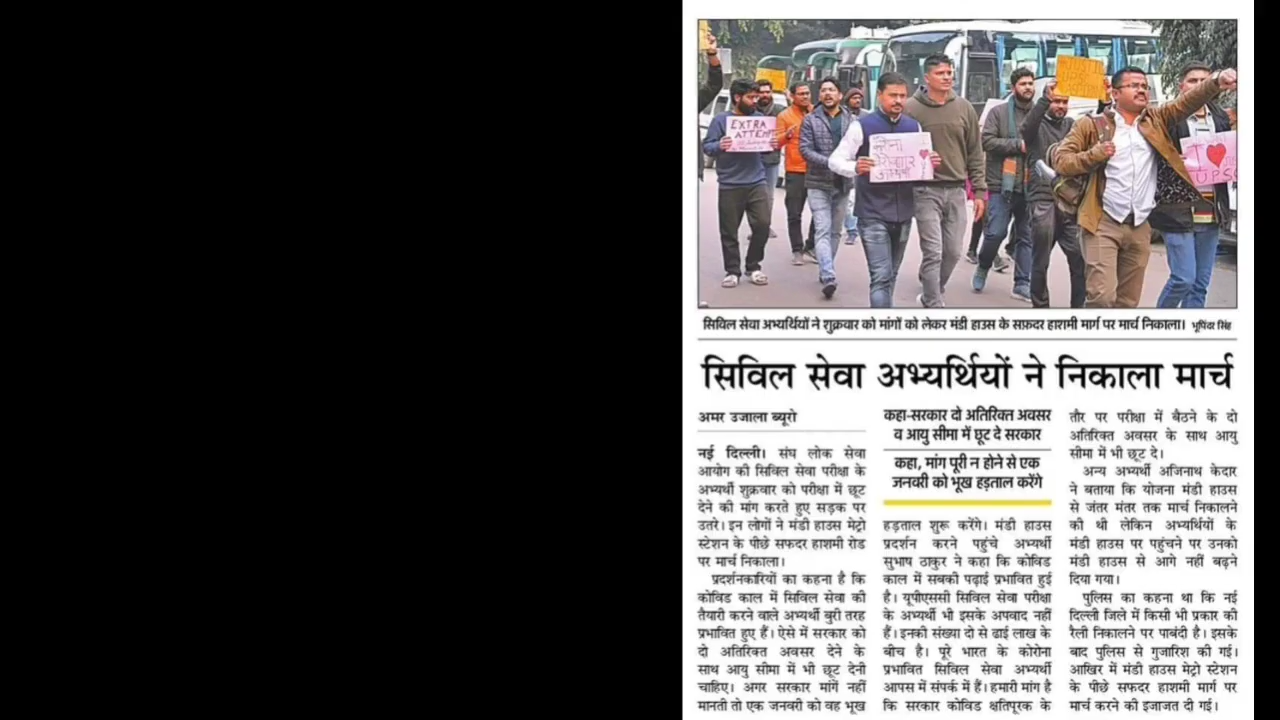 EXTRA
ATTEMPT
I
UPSC
सिविल सेवा अभ्यर्थियों ने शुक्रवार को मांगों को लेकर मंडी हाउस के सफ़दर हाशमी मार्ग पर मार्च निकाला। भूपिंदर सिंह
सिविल सेवा अभ्यर्थियों ने निकाला मार्च
अमर उजाला ब्यूरो
नई दिल्ली। संघ लोक सेवा
आयोग की सिविल सेवा परीक्षा के
अभ्यर्थी शुक्रवार को परीक्षा में छूट
देने की मांग करते हुए सड़क पर
उतरे। इन लोगों ने मंडी हाउस मेट्रो
स्टेशन के पीछे सफदर हाशमी रोड
पर मार्च निकाला।
प्रदर्शनकारियों का कहना है कि
कोविड काल में सिविल सेवा की
तैयारी करने वाले अभ्यर्थी बुरी तरह
प्रभावित हुए हैं। ऐसे में सरकार को
दो अतिरिक्त अवसर देने के
साथ आयु सीमा में भी छूट देनी
चाहिए। अगर सरकार मांगें नहीं
मानती तो एक जनवरी को वह भूख
कहा-सरकार दो अतिरिक्त अवसर
व आयु सीमा में छूट दे सरकार
कहा, मांग पूरी न होने से एक
जनवरी को भूख हड़ताल करेंगे
हड़ताल शुरू करेंगे। मंडी हाउस
प्रदर्शन करने पहुंचे अभ्यर्थी
सुभाष ठाकुर ने कहा कि कोविड
काल में सबकी पढ़ाई प्रभावित हुई
है। यूपीएससी सिविल सेवा परीक्षा
के अभ्यर्थी भी इसके अपवाद नहीं
हैं। इनकी संख्या दो से ढाई लाख के
बीच है। पूरे भारत के कोरोना
प्रभावित सिविल सेवा अभ्यर्थी
आपस में संपर्क में हैं। हमारी मांग है
कि सरकार कोविड क्षतिपूरक के
तौर पर परीक्षा में बैठने के दो
अतिरिक्त अवसर के साथ आयु
सीमा में भी छूट दे।
अन्य अभ्यर्थी अजिनाथ केदार
ने बताया कि योजना मंडी हाउस
से जंतर मंतर तक मार्च निकालने
की थी लेकिन अभ्यर्थियों के
मंडी हाउस पर पहुंचने पर उनको
मंडी हाउस से आगे नहीं बढ़ने
दिया गया।
पुलिस का कहना था कि नई
दिल्ली जिले में किसी भी प्रकार की
रैली निकालने पर पाबंदी है। इसके
बाद पुलिस से गुजारिश की गई।
आखिर में मंडी हाउस मेट्रो स्टेशन
के पीछे सफदर हाशमी मार्ग पर
मार्च करने की इजाजत दी गई।